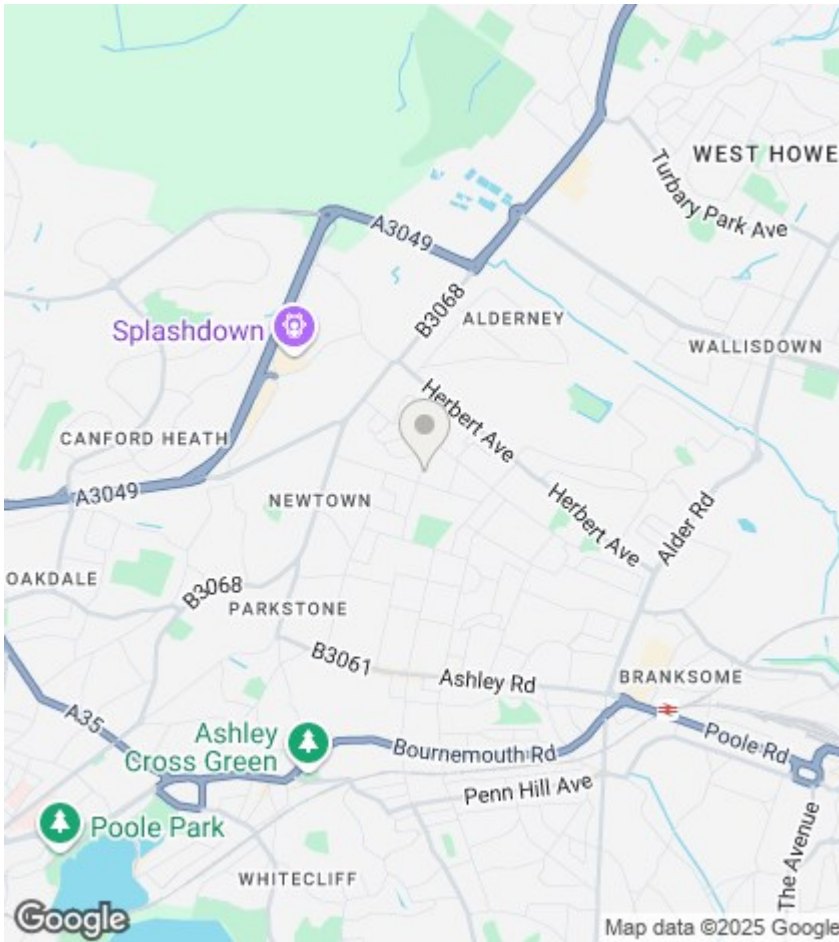 WEST HOWE
Turbary Park Ave
A3049
B3068
Splashdown
ALDERNEY
WALLISDOWN
Herbert Ave
CANFORD HEATH
A3049
NEWTOWN
Herbert Ave
Alder Rd
OAKDALE
B3068
PARKSTONE
B3061
Ashley Rd
BRANKSOME
A35
Ashley
Cross Green
Bournemouth Rd
Poole Rd
Penn Hill Ave
Poole Park
The Avenue
WHITECLIFF
Google
Map data ©2025 Google